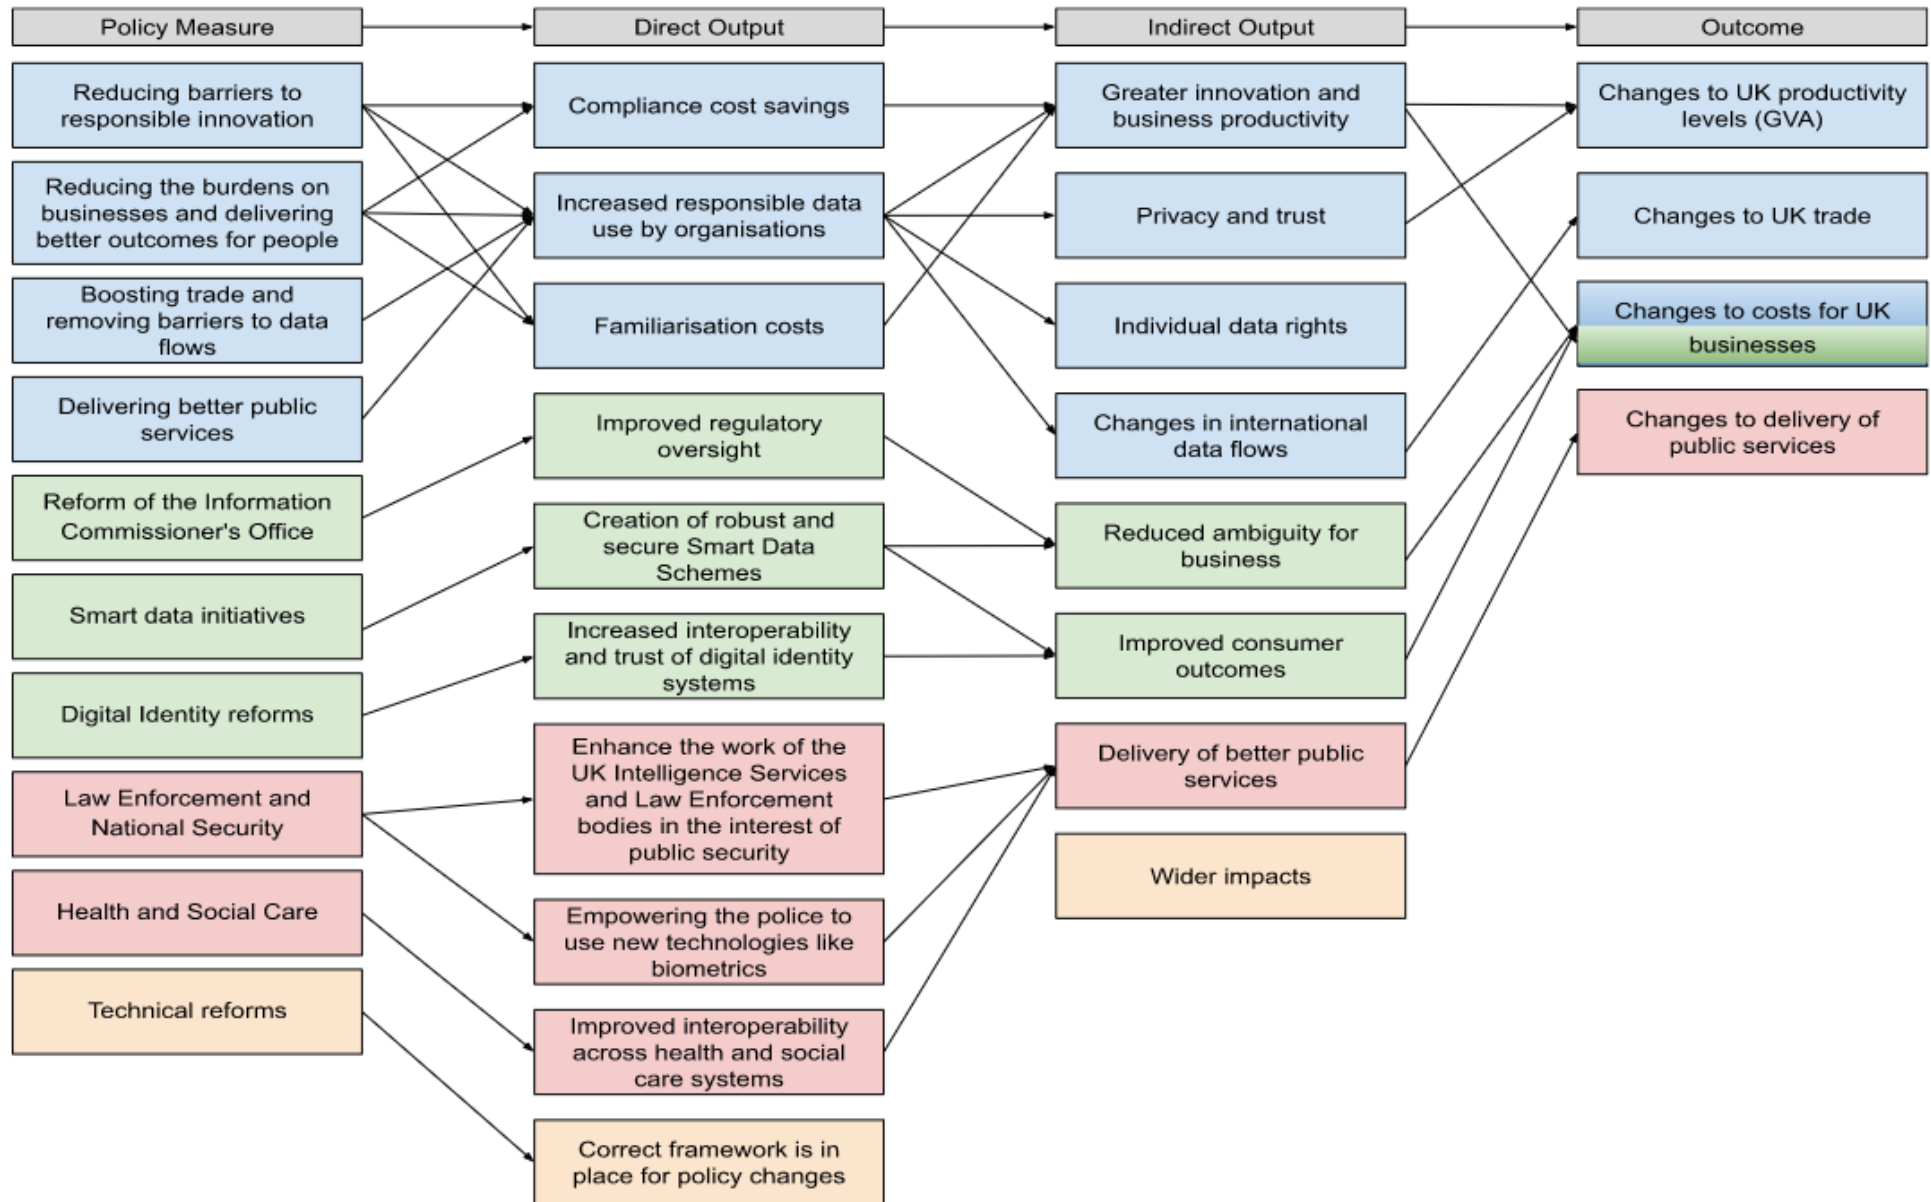 Policy Measure
Direct Output
Indirect Output
Outcome
Reducing barriers to
responsible innovation
Reducing the burdens on
businesses and delivering
better outcomes for people
Boosting trade and
removing barriers to data
flows
Delivering better public
services
Reform of the Information
Commissioner's Office
Smart data initiatives
Digital Identity reforms
Law Enforcement and
National Security
Health and Social Care
Technical reforms
Compliance cost savings
Increased responsible data
use by organisations
Familiarisation costs
Improved regulatory
oversight
Creation of robust and
secure Smart Data
Schemes
Increased interoperability
and trust of digital identity
systems
Enhance the work of the
UK Intelligence Services
and Law Enforcement
bodies in the interest of
public security
Empowering the police to
use new technologies like
biometrics
Improved interoperability
across health and social
care systems
Correct framework is in
place for policy changes
Greater innovation and
business productivity
Privacy and trust
Individual data rights
Changes in international
data flows
Reduced ambiguity for
business
Improved consumer
outcomes
Delivery of better public
services
Wider impacts
Changes to UK productivity
levels (GVA)
Changes to UK trade
Changes to costs for UK
businesses
Changes to delivery of
public services